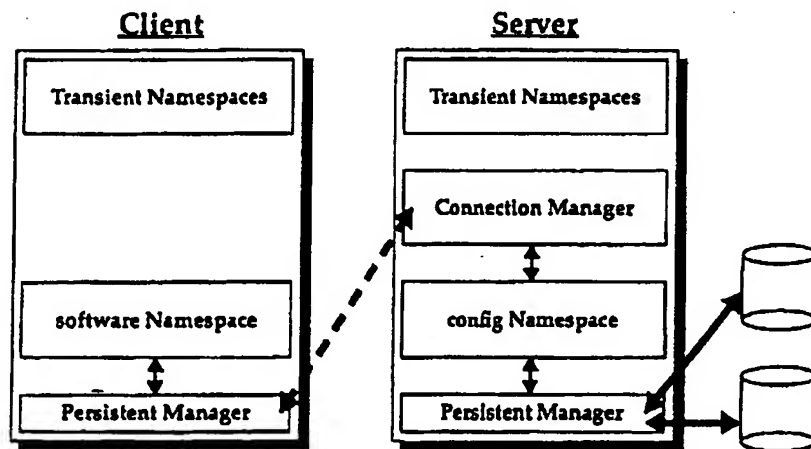 Client
Server
Transient Namespaces
Transient Namespaces
Connection Manager
software Namespace
config Namespace
Persistent Manager
Persistent Manager